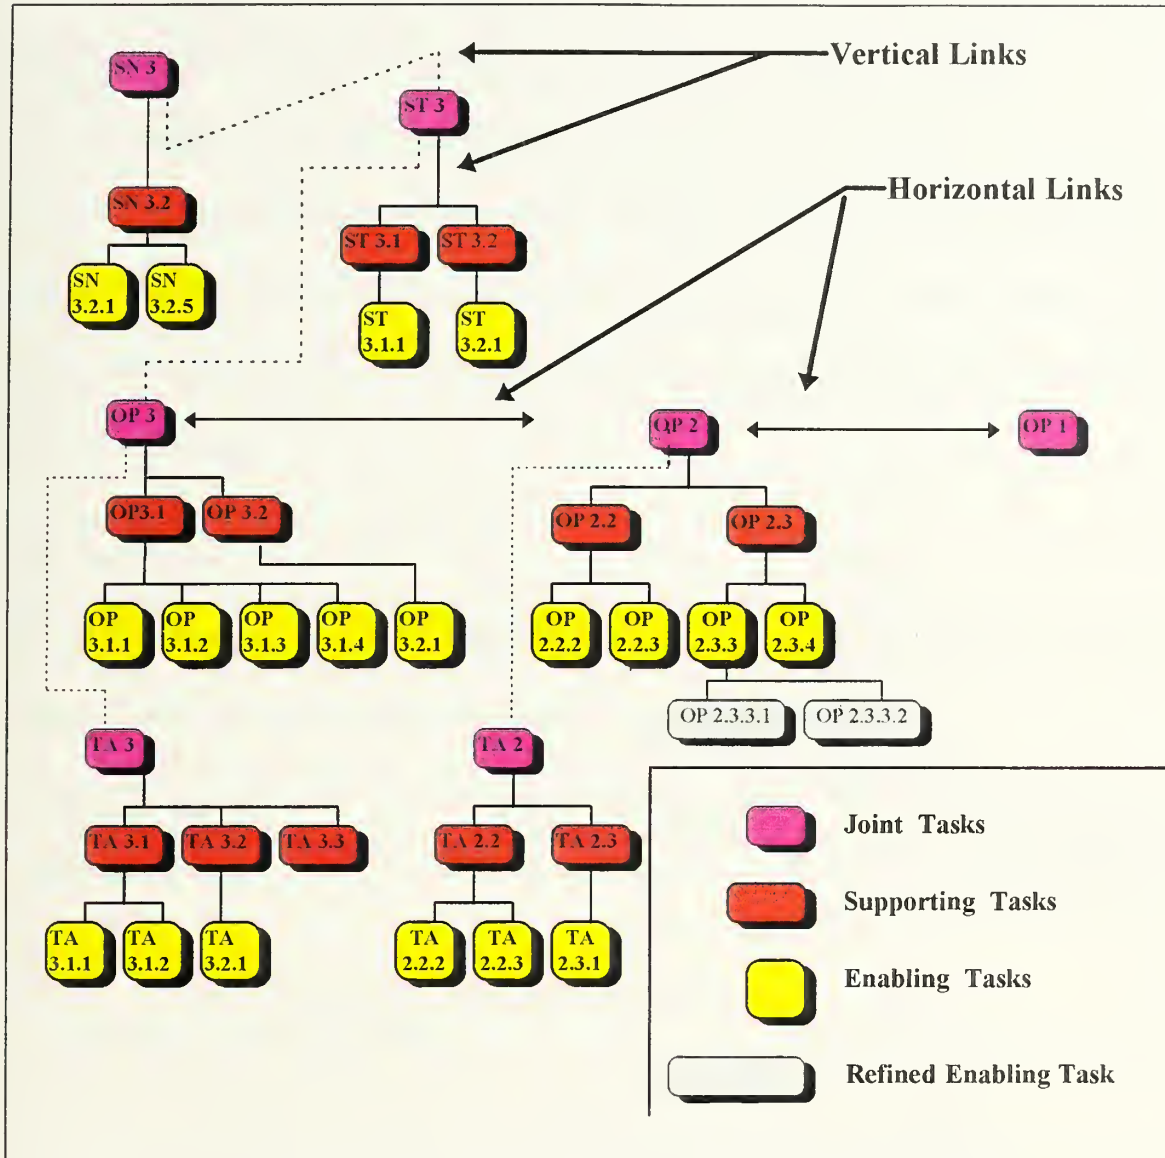 Vertical Links
SN 3
ST 3
Horizontal Links
SN 3.2
ST 3.1
ST 3.2
SN
3.2.1
SN
3.2.5
ST
3.1.1
ST
3.2.1
OP 3
OP 2
OP 1
OP3.1
OP 3.2
OP 2.2
OP 2.3
OP
3.1.1
OP
3.1.2
OP
3.1.3
OP
3.1.4
OP
3.2.1
OP
2.2.2
OP
2.2.3
OP
2.3.3
OP
2.3.4
OP 2.3.3.1
OP 2.3.3.2
TA 3
TA 2
TA 3.1
TA 3.2
TA 3.3
TA 2.2
TA 2.3
TA
3.1.1
TA
3.1.2
TA
3.2.1
TA
2.2.2
TA
2.2.3
TA
2.3.1
Joint Tasks
Supporting Tasks
Enabling Tasks
Refined Enabling Task